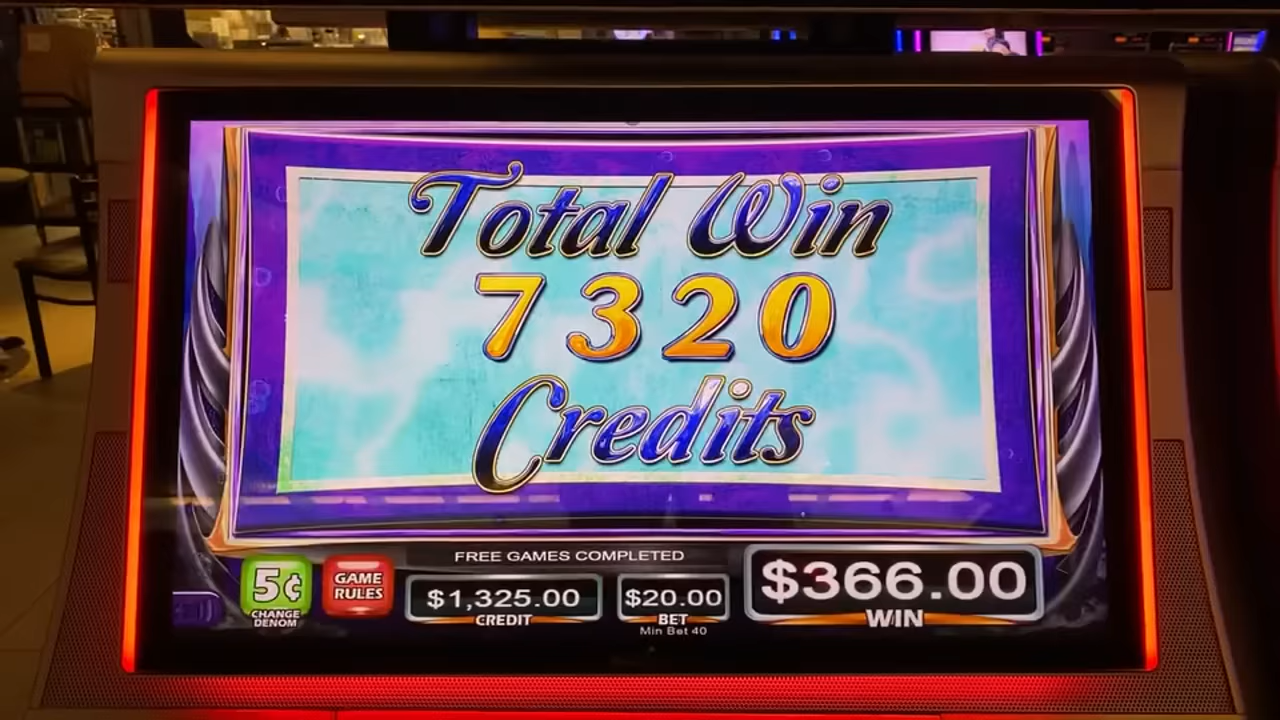 Total Win
7320
Credits
FREE GAMES COMPLETED
5¢
CHANGE
DENOM
GAME
RULES
$1,325.00
CREDIT
$20.00
BET
Min Bet 40
$366.00
WIN